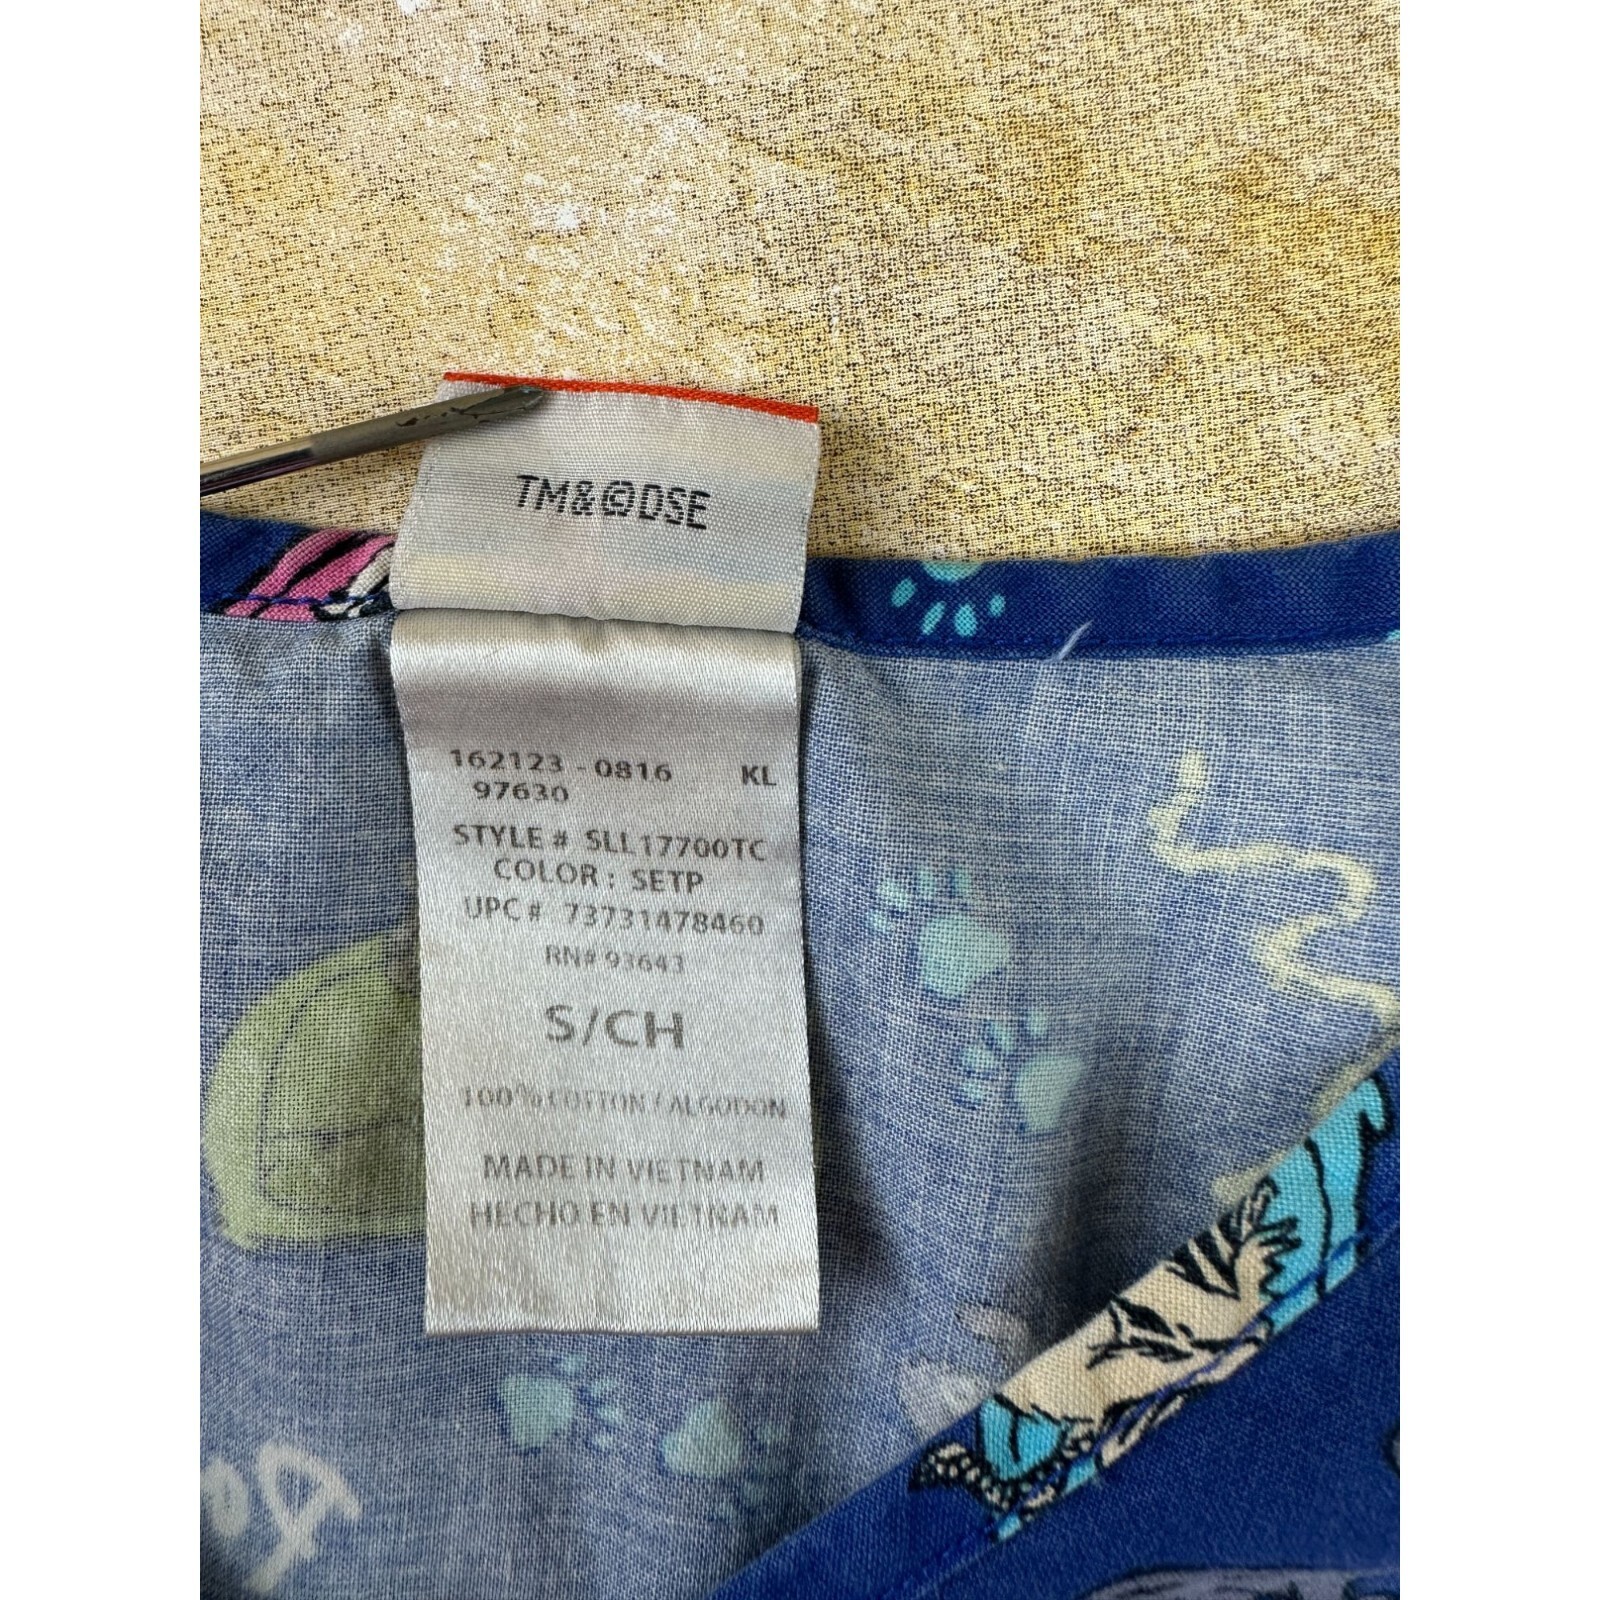 TM&©DSE
162123 - 0816 KL
97630
STYLE # SLL17700TC
COLOR : SETP
UPC # 73731478460
RN# 93643
S/CH
100% COTTON / ALGODON
MADE IN VIETNAM
HECHO EN VIETNAM